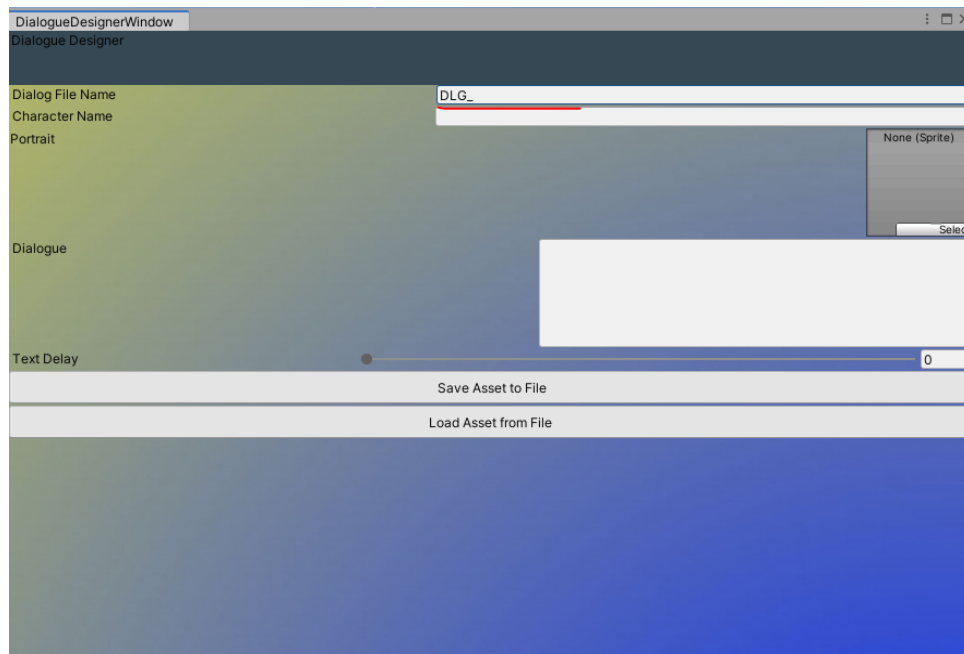 DialogueDesignerWindow
Dialogue Designer
Dialog File Name DLG_
Character Name
Portrait None (Sprite)
Selec
Dialogue
Text Delay 0
Save Asset to File
Load Asset from File